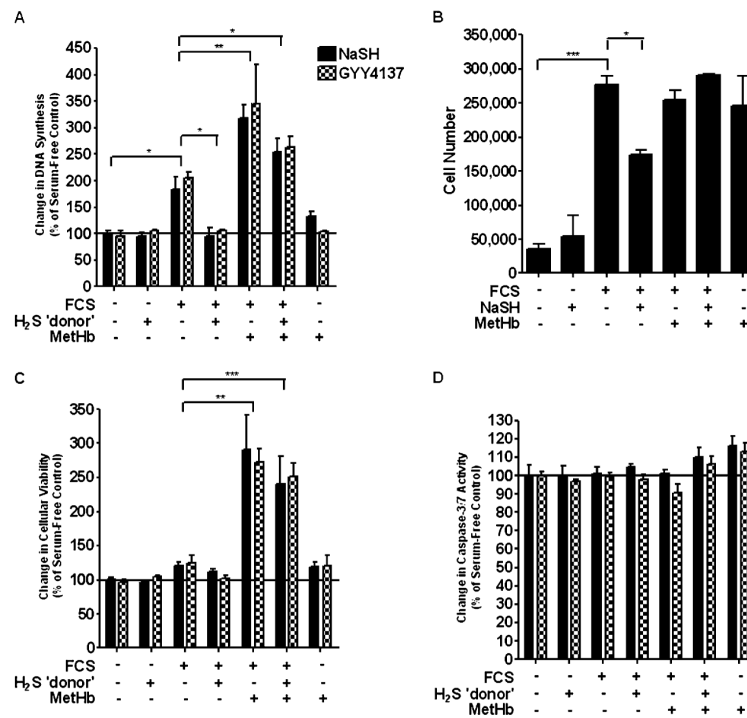 A
Change in DNA Synthesis
(% of Serum-Free Control)
450
400
350
300
250
200
150
100
50
0
*
**
*
*
NaSH
GYY4137
FCS - - + + + + -
H₂S 'donor' - + - + - + -
MetHb - - - - + + +
B
Cell Number
350,000
300,000
250,000
200,000
150,000
100,000
50,000
0
***
*
FCS - - + + + + -
NaSH - + - + - + -
MetHb - - - - + + +
C
Change in Cellular Viability
(% of Serum-Free Control)
350
300
250
200
150
100
50
0
***
**
FCS - - + + + + -
H₂S 'donor' - + - + - + -
MetHb - - - - + + +
D
Change in Caspase-3/7 Activity
(% of Serum-Free Control)
130
120
110
100
90
80
70
60
50
40
30
20
10
0
FCS - - + + + + -
H₂S 'donor' - + - + - + -
MetHb - - - - + + +